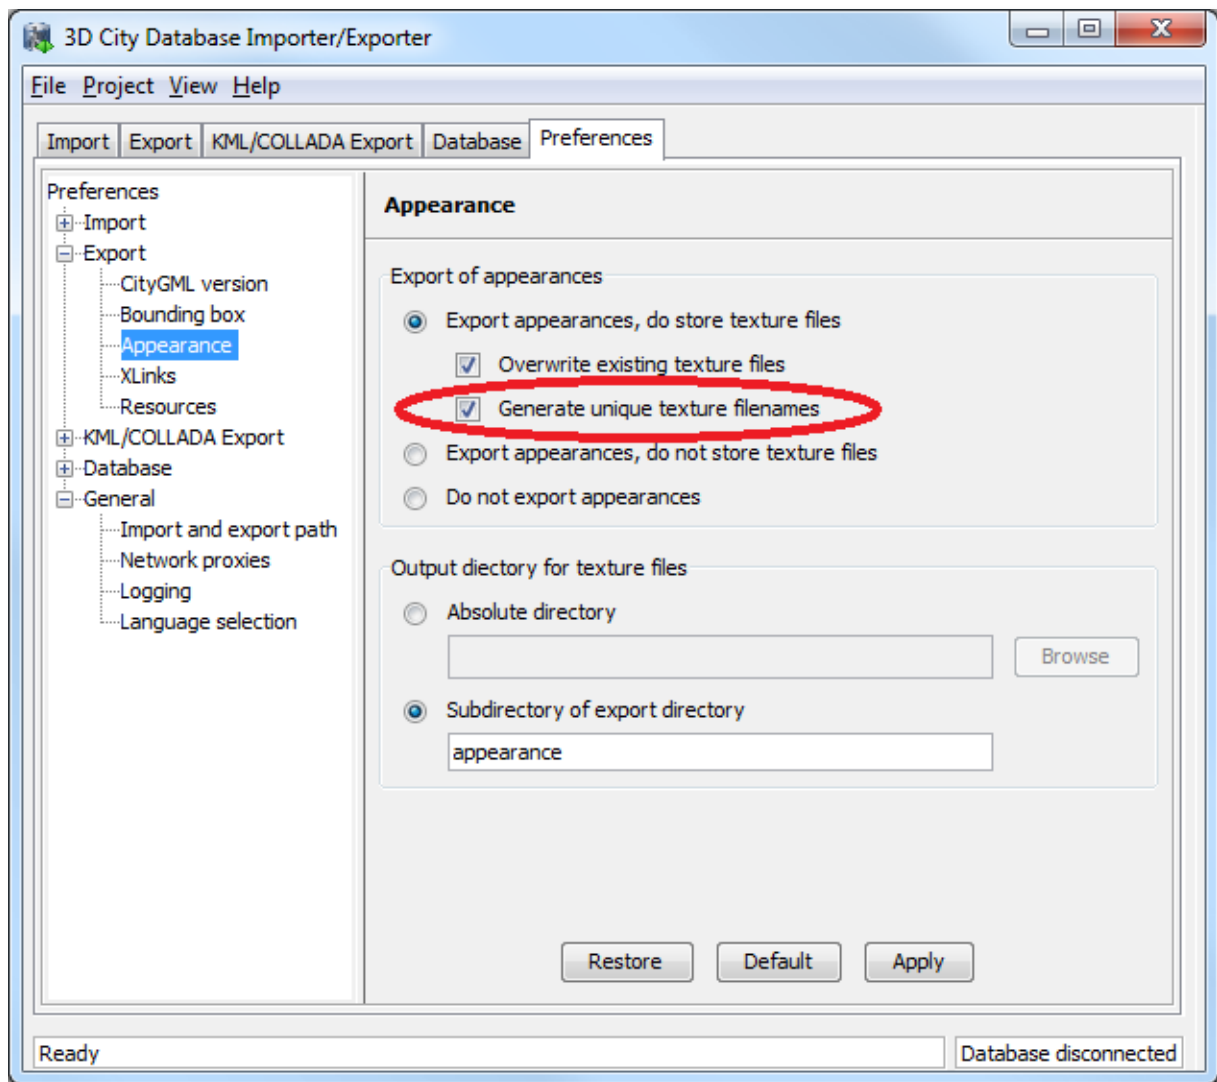 3D City Database Importer/Exporter
File Project View Help
Import Export KML/COLLADA Export Database Preferences
Preferences
Import
Export
CityGML version
Bounding box
Appearance
XLinks
Resources
KML/COLLADA Export
Database
General
Import and export path
Network proxies
Logging
Language selection
Appearance
Export of appearances
Export appearances, do store texture files
Overwrite existing texture files
Generate unique texture filenames
Export appearances, do not store texture files
Do not export appearances
Output diectory for texture files
Absolute directory
Browse
Subdirectory of export directory
appearance
Restore Default Apply
Ready Database disconnected